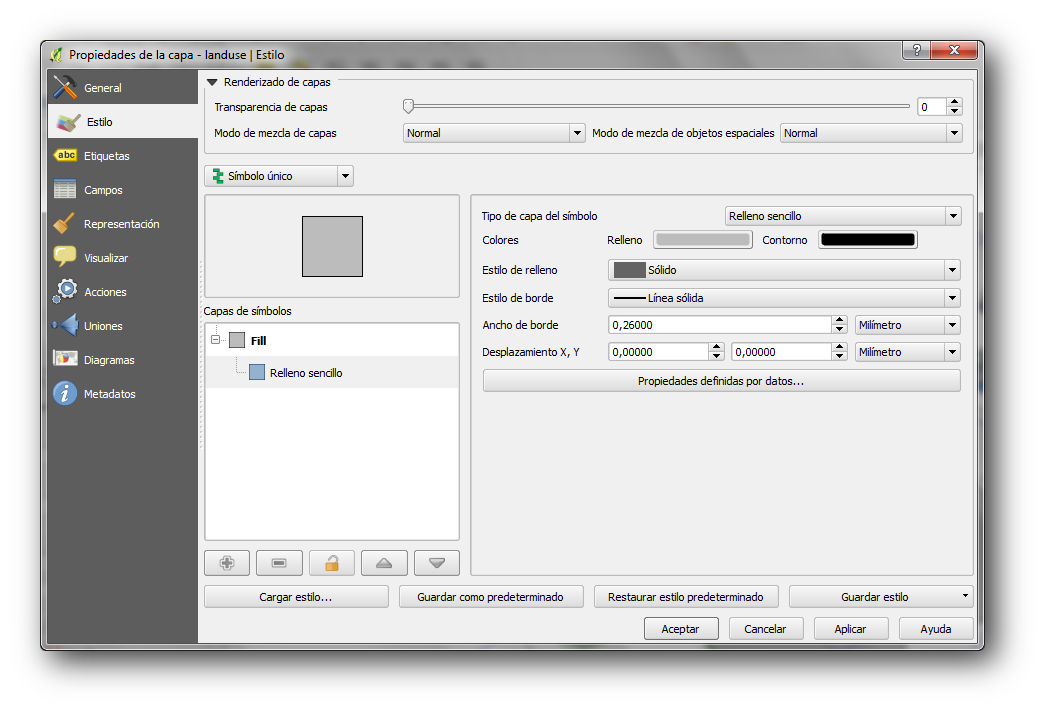 Propiedades de la capa - landuse | Estilo
?
General
Estilo
abc Etiquetas
Campos
Representación
Visualizar
Acciones
Uniones
Diagramas
i Metadatos
Renderizado de capas
Transparencia de capas 0
Modo de mezcla de capas Normal Modo de mezcla de objetos espaciales Normal
Símbolo único
Capas de símbolos
Fill
Relleno sencillo
Tipo de capa del símbolo Relleno sencillo
Colores Relleno Contorno
Estilo de relleno Sólido
Estilo de borde Línea sólida
Ancho de borde 0,26000 Milímetro
Desplazamiento X, Y 0,00000 0,00000 Milímetro
Propiedades definidas por datos...
Cargar estilo... Guardar como predeterminado Restaurar estilo predeterminado Guardar estilo
Aceptar Cancelar Aplicar Ayuda